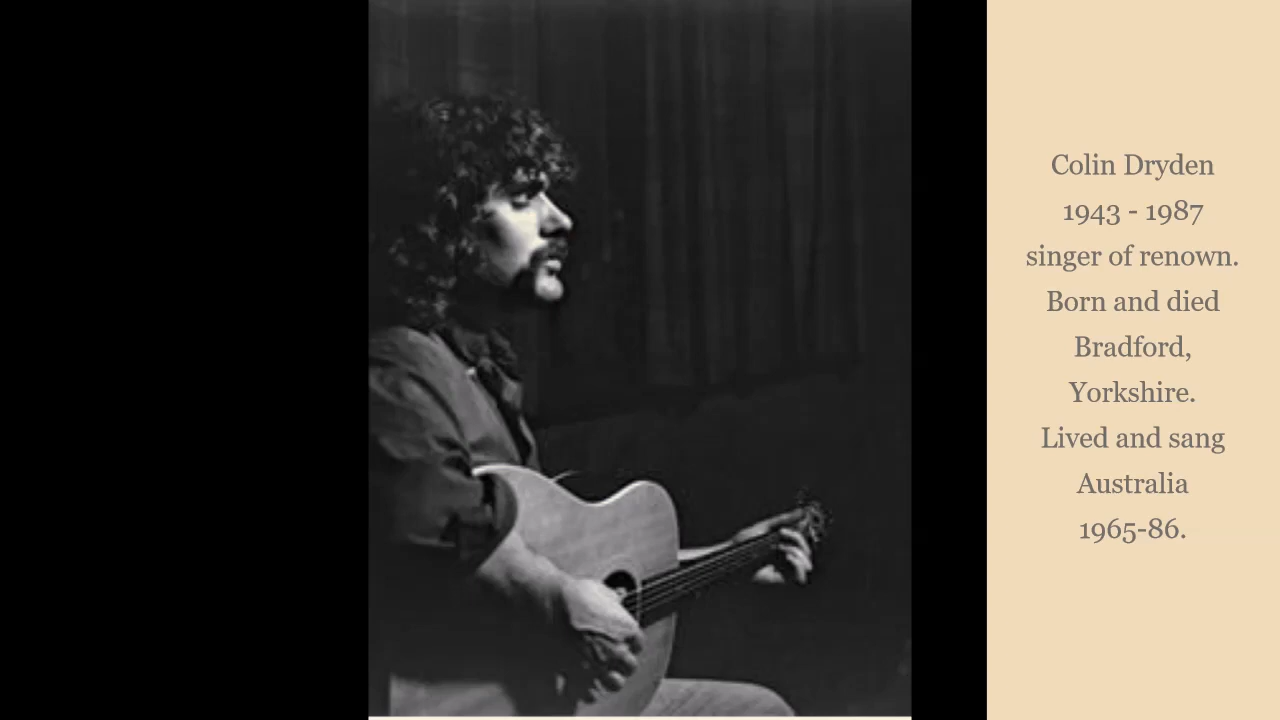 Colin Dryden
1943 - 1987
singer of renown.
Born and died
Bradford,
Yorkshire.
Lived and sang
Australia
1965-86.